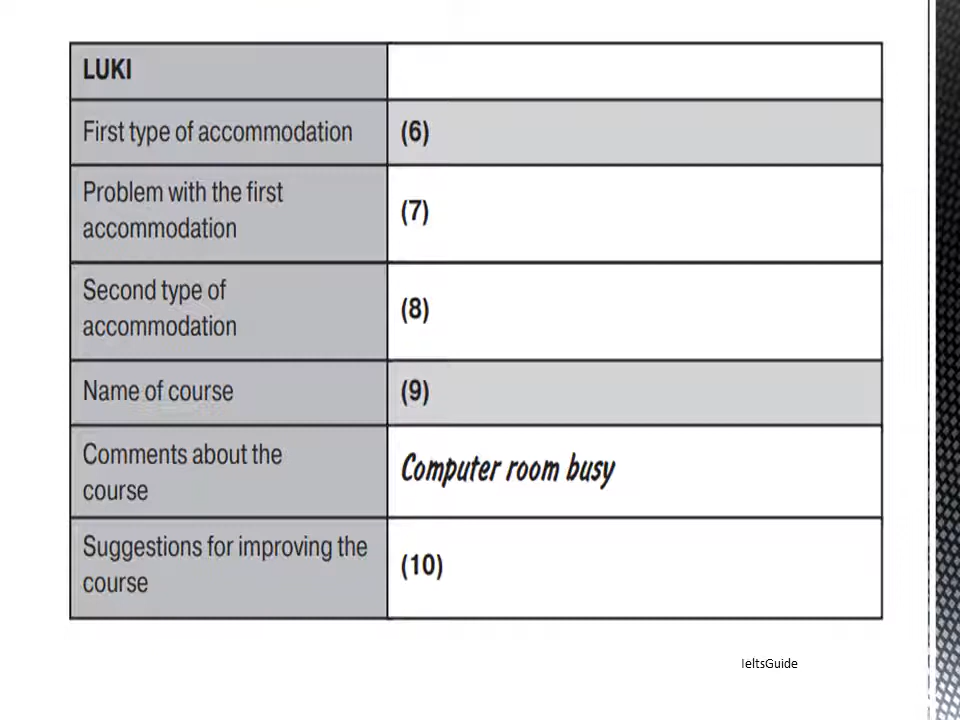 LUKI
First type of accommodation (6)
Problem with the first
accommodation
(7)
Second type of
accommodation
(8)
Name of course (9)
Comments about the
course
Computer room busy
Suggestions for improving the
course
(10)
IeltsGuide